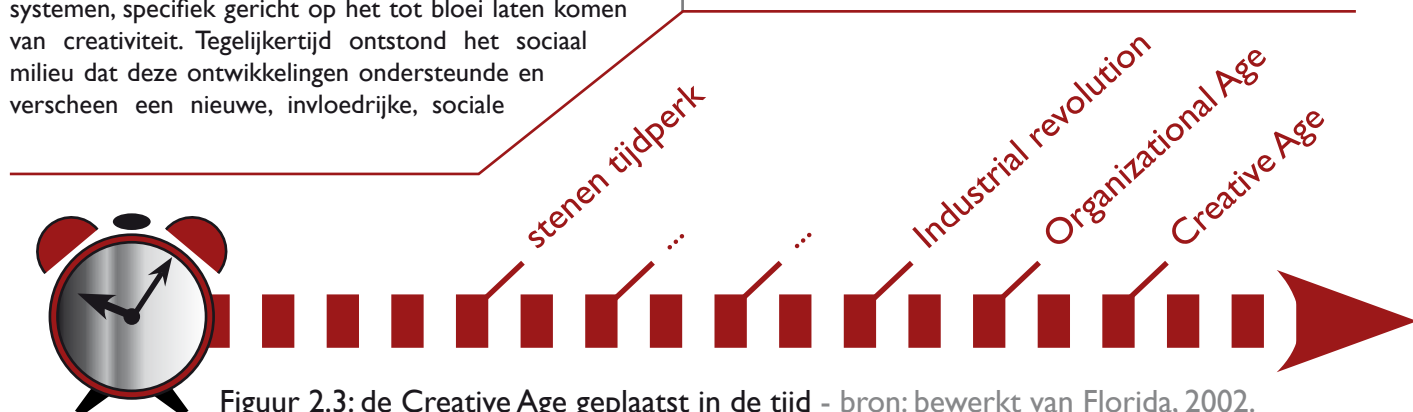 systemen, specifiek gericht op het tot bloei laten komen
van creativiteit. Tegelijkertijd ontstond het sociaal
milieu dat deze ontwikkelingen ondersteunde en
verscheen een nieuwe, invloedrijke, sociale
stenen tijdperk
...
...
Industrial revolution
Organizational Age
Creative Age
Figuur 2.3: de Creative Age geplaatst in de tijd - bron: bewerkt van Florida, 2002.